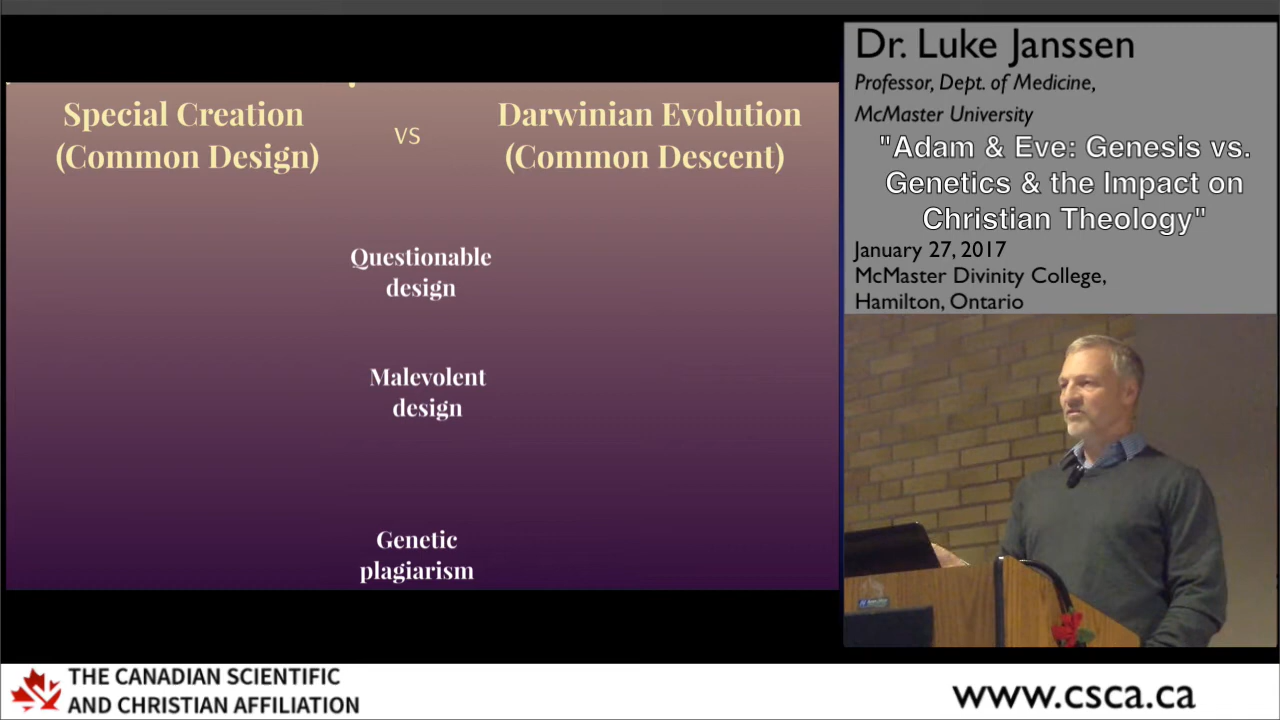 Special Creation
(Common Design)
vs
Darwinian Evolution
(Common Descent)
Questionable
design
Malevolent
design
Genetic
plagiarism
Dr. Luke Janssen
Professor, Dept. of Medicine,
McMaster University
"Adam & Eve: Genesis vs.
Genetics & the Impact on
Christian Theology"
January 27, 2017
McMaster Divinity College,
Hamilton, Ontario
THE CANADIAN SCIENTIFIC
AND CHRISTIAN AFFILIATION
www.csca.ca